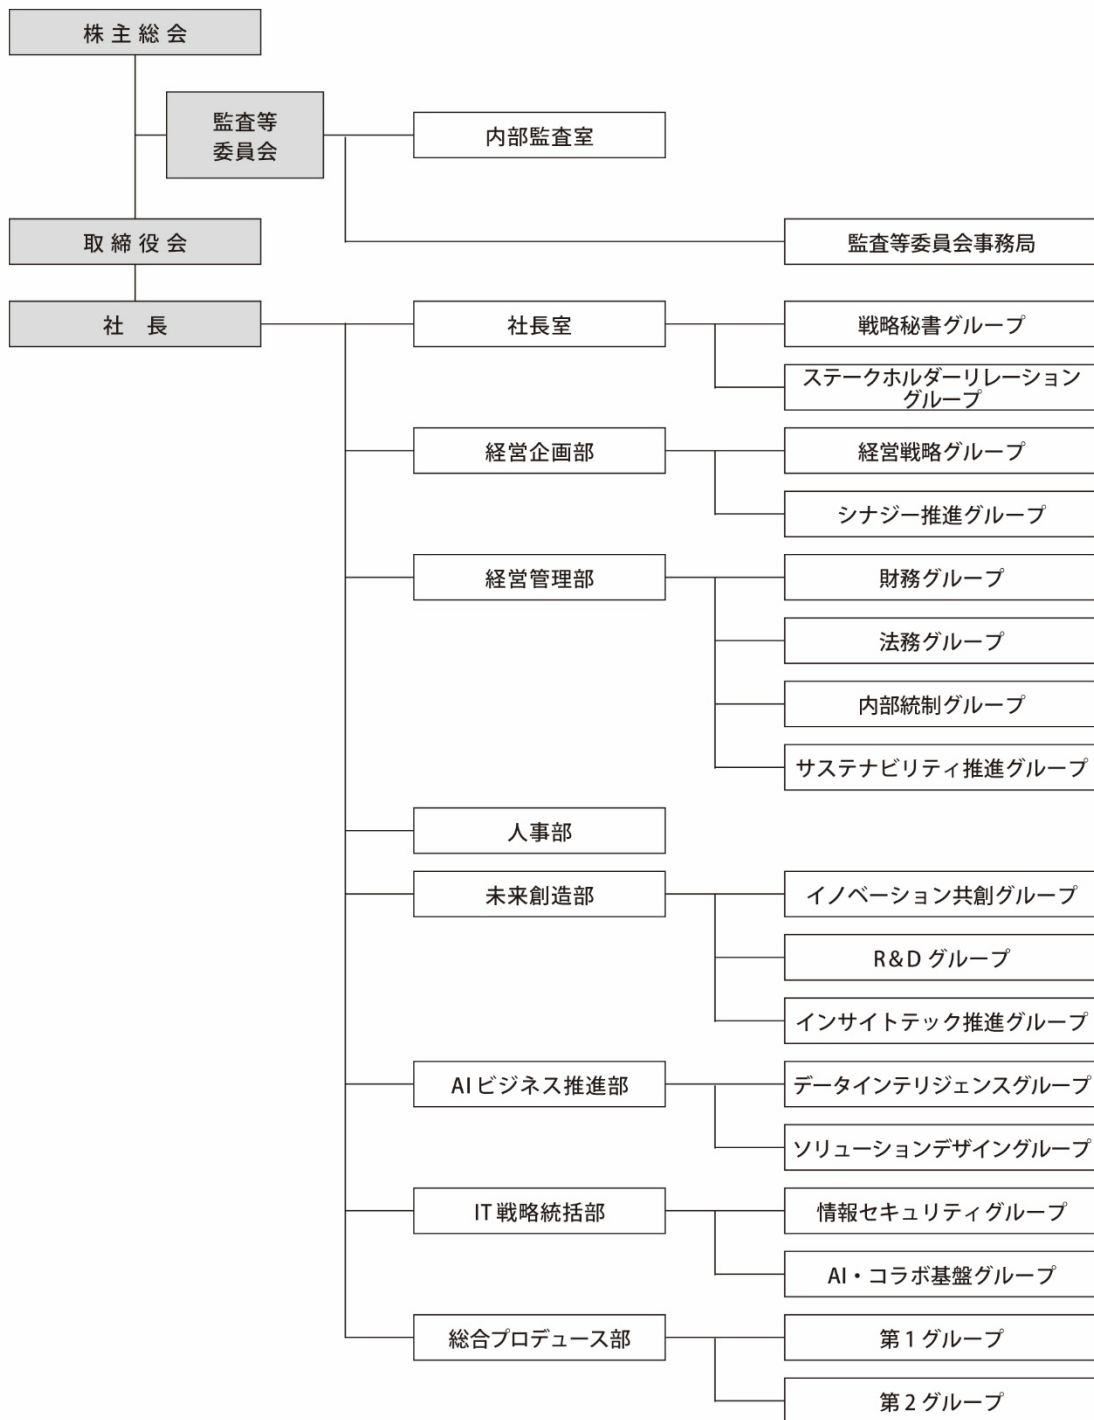 株主総会
監査等
委員会
内部監査室
取締役会
監査等委員会事務局
社　長
社長室
戦略秘書グループ
ステークホルダーリレーション
グループ
経営企画部
経営戦略グループ
シナジー推進グループ
経営管理部
財務グループ
法務グループ
内部統制グループ
サステナビリティ推進グループ
人事部
未来創造部
イノベーション共創グループ
R&D グループ
インサイトテック推進グループ
AI ビジネス推進部
データインテリジェンスグループ
ソリューションデザイングループ
IT 戦略統括部
情報セキュリティグループ
AI・コラボ基盤グループ
総合プロデュース部
第 1 グループ
第 2 グループ